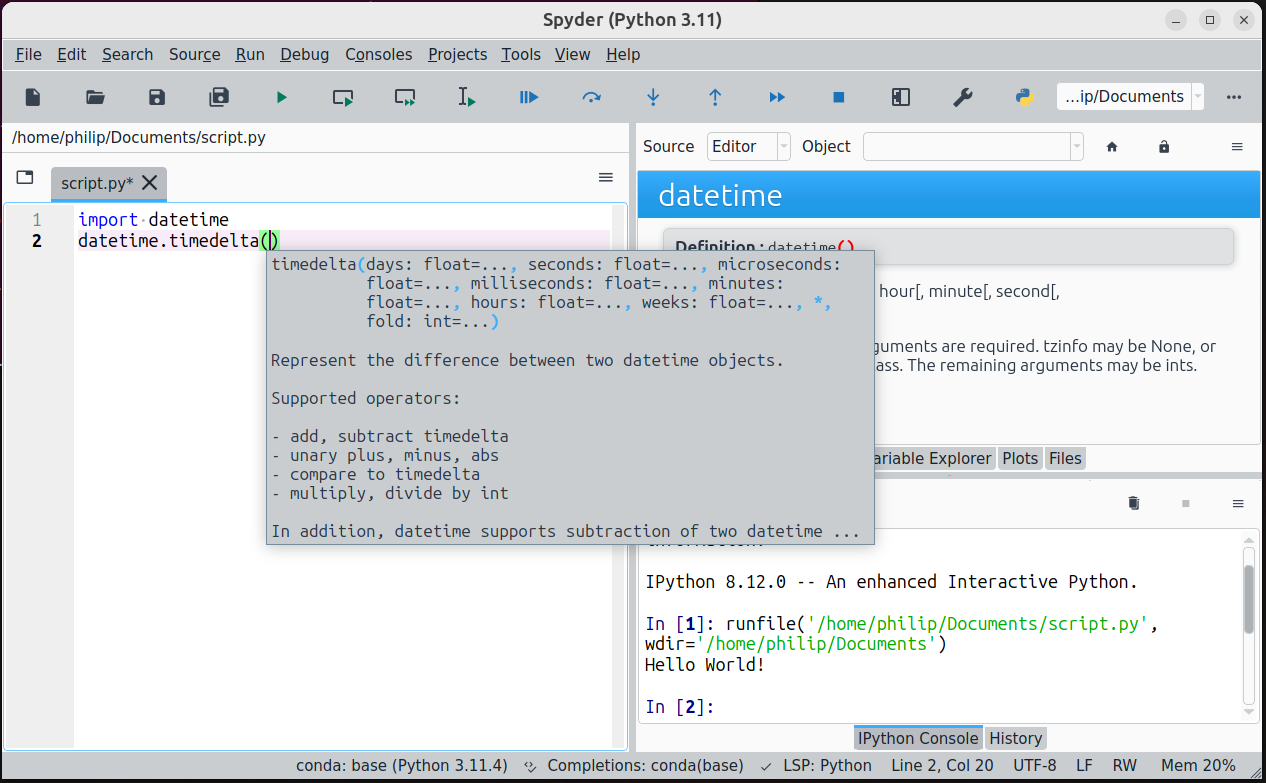 Spyder (Python 3.11)
File Edit Search Source Run Debug Consoles Projects Tools View Help
...ip/Documents
/home/philip/Documents/script.py
Source Editor Object
script.py*
datetime
1 import datetime
2 datetime.timedelta()
Definition : datetime()
timedelta(days: float=..., seconds: float=..., microseconds:
float=..., milliseconds: float=..., minutes:
float=..., hours: float=..., weeks: float=..., *,
fold: int=...)
Represent the difference between two datetime objects.
Supported operators:
- add, subtract timedelta
- unary plus, minus, abs
- compare to timedelta
- multiply, divide by int
In addition, datetime supports subtraction of two datetime ...
hour[, minute[, second[,
are required. tzinfo may be None, or
The remaining arguments may be ints.
Explorer Plots Files
IPython 8.12.0 -- An enhanced Interactive Python.
In [1]: runfile('/home/philip/Documents/script.py',
wdir='/home/philip/Documents')
Hello World!
In [2]:
IPython Console History
conda: base (Python 3.11.4) Completions: conda(base) LSP: Python Line 2, Col 20 UTF-8 LF RW Mem 20%